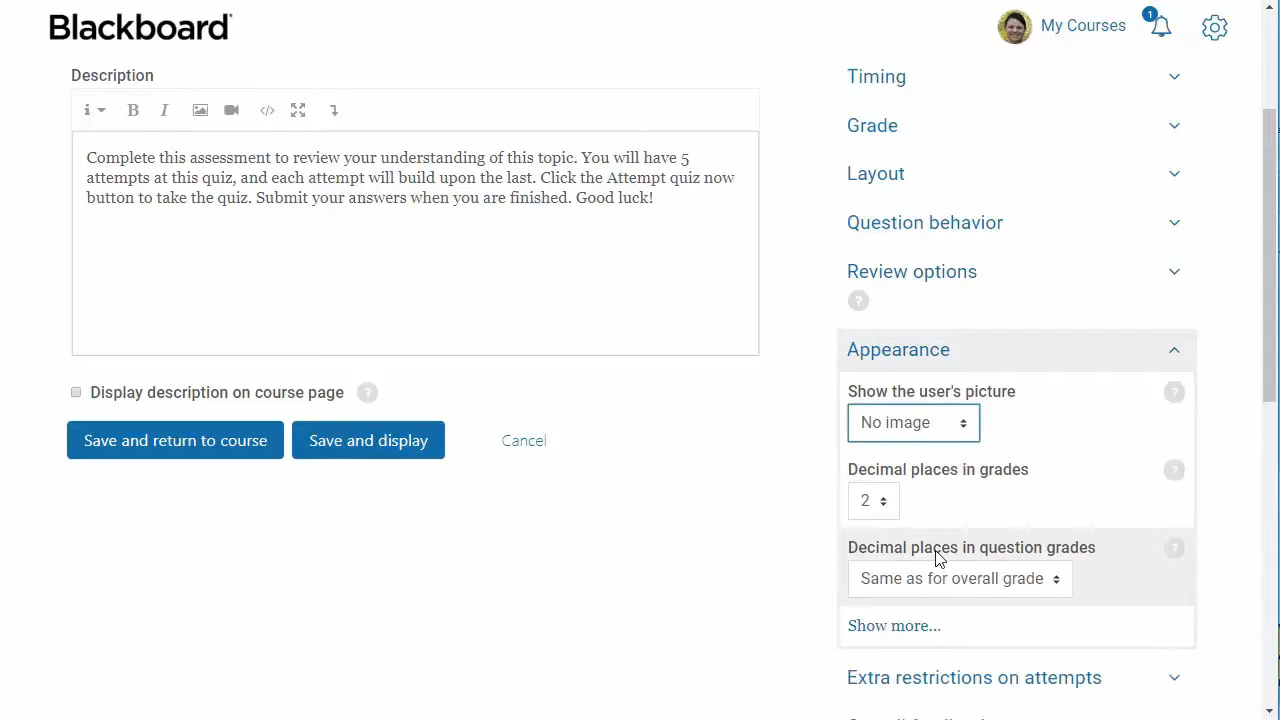 Blackboard
My Courses
1
Description
i
B
I
Complete this assessment to review your understanding of this topic. You will have 5
attempts at this quiz, and each attempt will build upon the last. Click the Attempt quiz now
button to take the quiz. Submit your answers when you are finished. Good luck!
Display description on course page ?
Save and return to course
Save and display
Cancel
Timing
Grade
Layout
Question behavior
Review options
?
Appearance
Show the user's picture ?
No image
Decimal places in grades ?
2
Decimal places in question grades ?
Same as for overall grade
Show more...
Extra restrictions on attempts